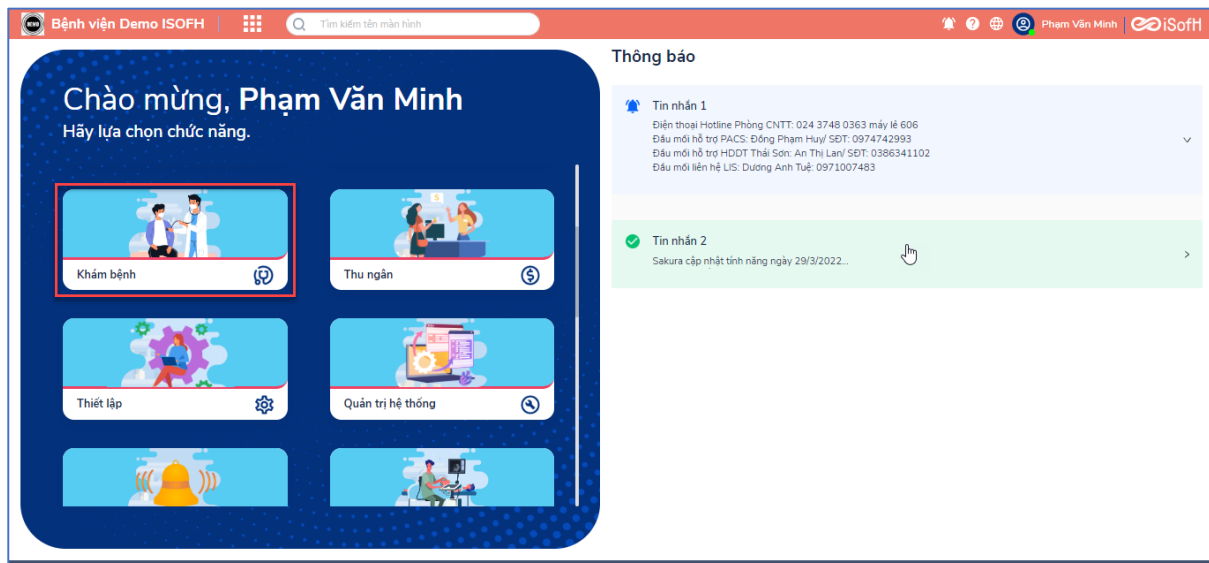 DEMO
Bệnh viện Demo ISOFH
Tìm kiếm tên màn hình
Phạm Văn Minh
iSofH
Chào mừng, Phạm Văn Minh
Hãy lựa chọn chức năng.
Khám bệnh
Thu ngân
Thiết lập
Quản trị hệ thống
Thông báo
Tin nhắn 1
Điện thoại Hotline Phòng CNTT: 024 3748 0363 máy lẻ 606
Đầu mối hỗ trợ PACS: Đồng Phạm Huy/ SĐT: 0974742993
Đầu mối hỗ trợ HDDT Thái Sơn: An Thị Lan/ SĐT: 0386341102
Đầu mối liên hệ LIS: Dương Anh Tuệ: 0971007483
Tin nhắn 2
Sakura cập nhật tính năng ngày 29/3/2022...